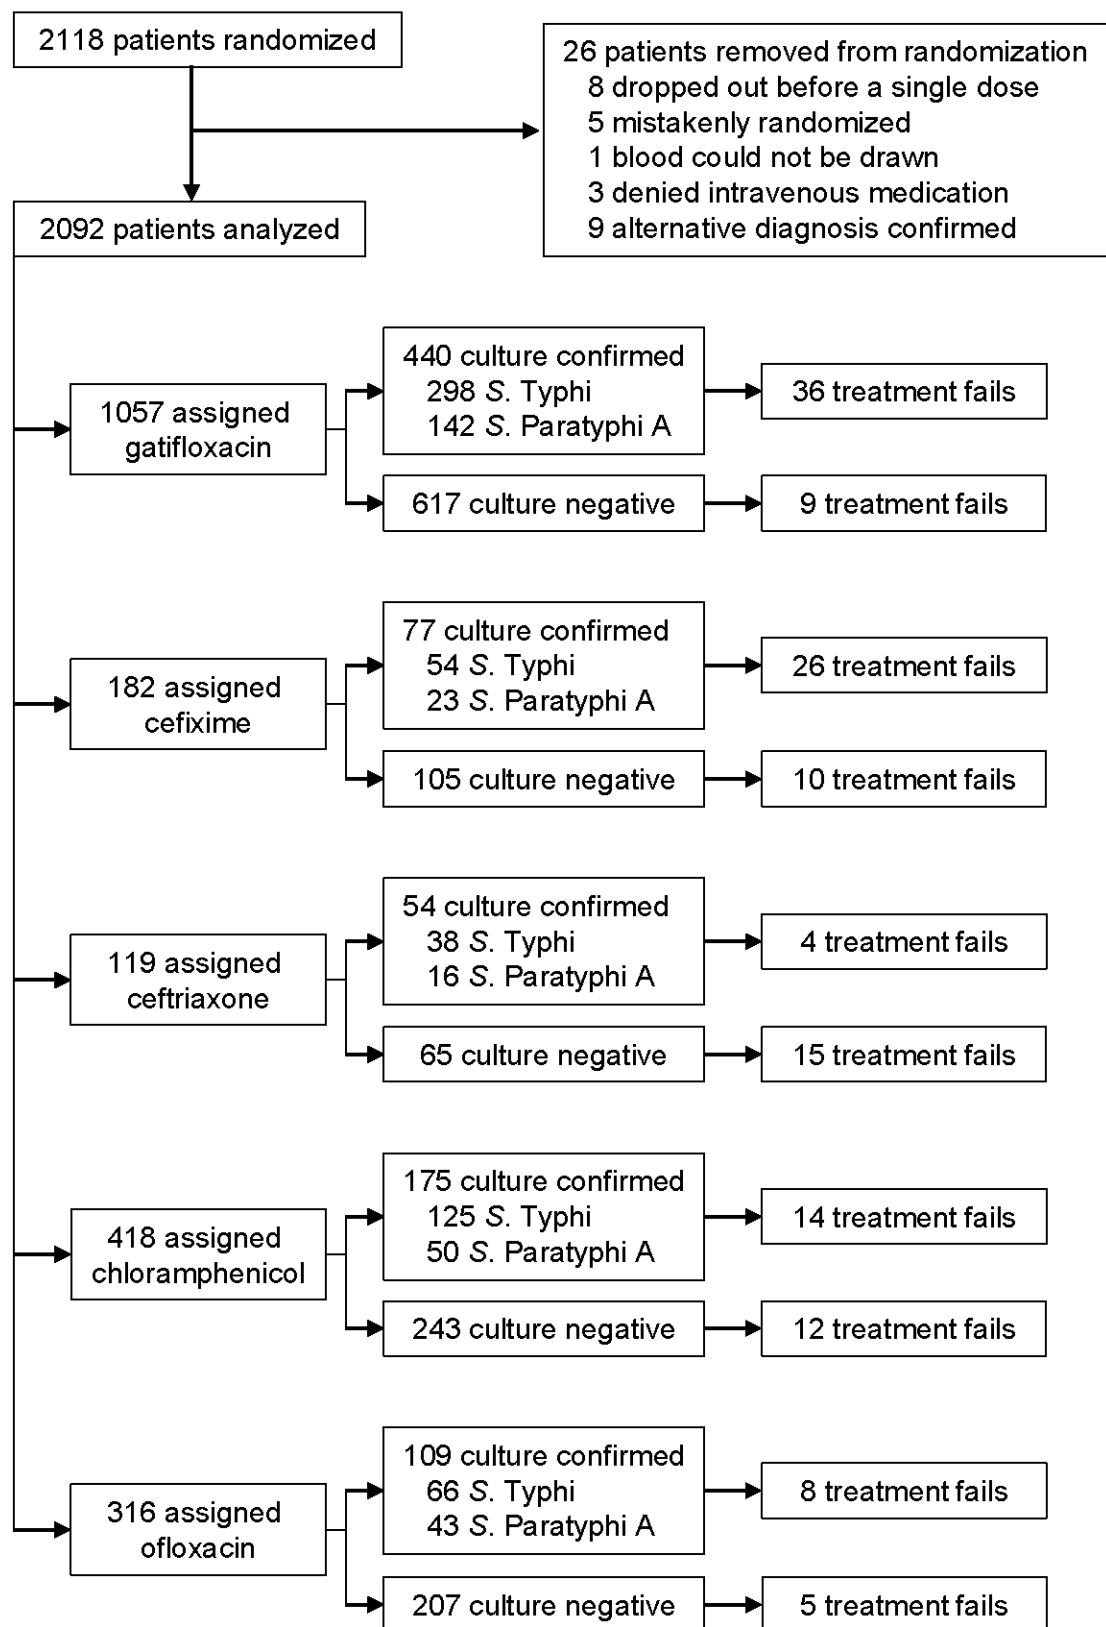 2118 patients randomized
26 patients removed from randomization
8 dropped out before a single dose
5 mistakenly randomized
1 blood could not be drawn
3 denied intravenous medication
9 alternative diagnosis confirmed
2092 patients analyzed
1057 assigned
gatifloxacin
440 culture confirmed
298 S. Typhi
142 S. Paratyphi A
36 treatment fails
617 culture negative
9 treatment fails
182 assigned
cefixime
77 culture confirmed
54 S. Typhi
23 S. Paratyphi A
26 treatment fails
105 culture negative
10 treatment fails
119 assigned
ceftriaxone
54 culture confirmed
38 S. Typhi
16 S. Paratyphi A
4 treatment fails
65 culture negative
15 treatment fails
418 assigned
chloramphenicol
175 culture confirmed
125 S. Typhi
50 S. Paratyphi A
14 treatment fails
243 culture negative
12 treatment fails
316 assigned
ofloxacin
109 culture confirmed
66 S. Typhi
43 S. Paratyphi A
8 treatment fails
207 culture negative
5 treatment fails